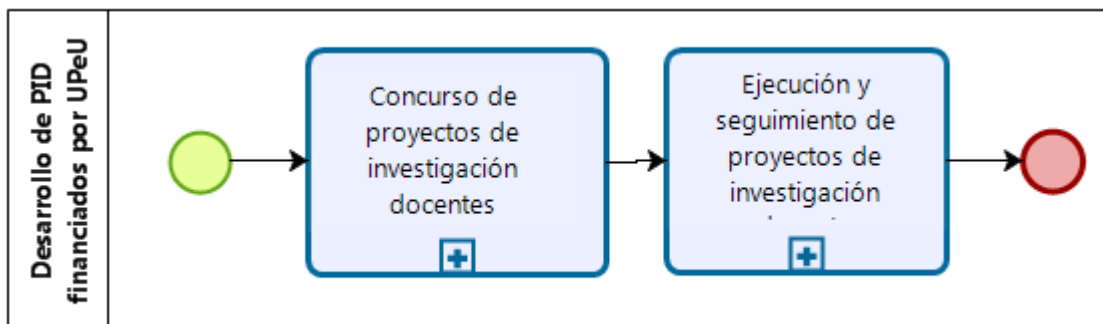 Desarrollo de PID
financiados por UPeU
Concurso de
proyectos de
investigación
docentes
Ejecución y
seguimiento de
proyectos de
investigación